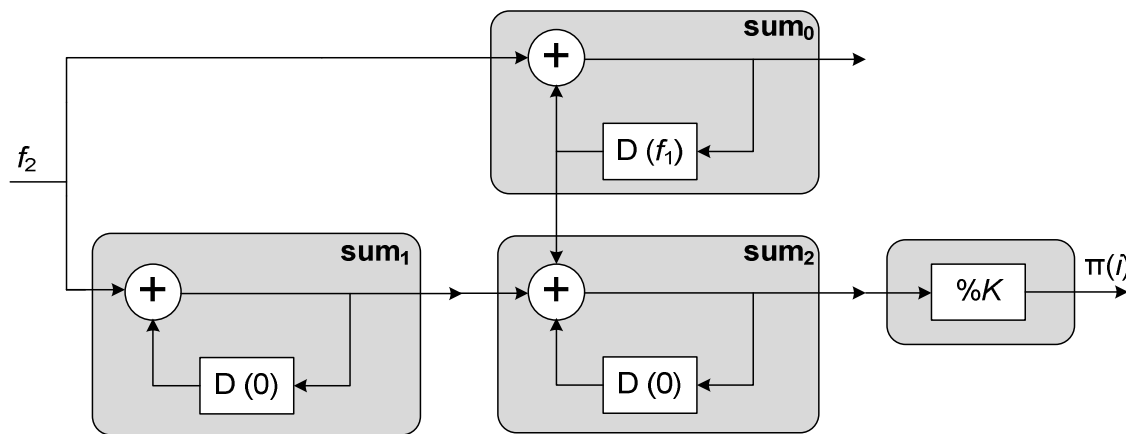 sum₀
+
D (f₁)
f₂
sum₁
+
D (0)
sum₂
+
D (0)
%K
π(i)